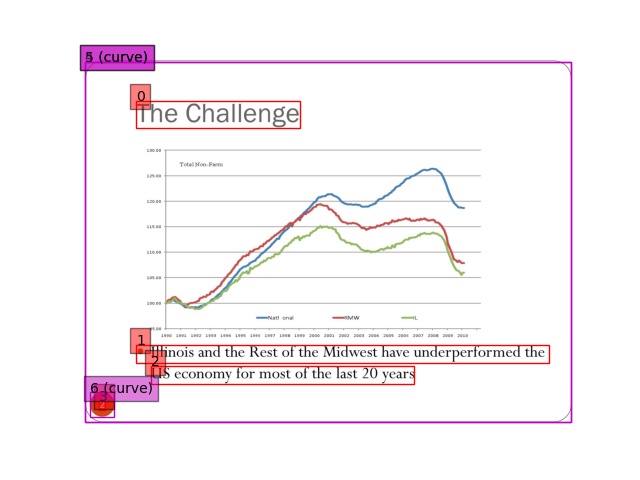 5 (curve)
0
The Challenge
130.00
Total Non-Farm
125.00
120.00
115.00
110.00
105.00
100.00
95.00
National RMW IL
1990 1991 1992 1993 1994 1995 1996 1996 1997 1998 1999 2000 2001 2002 2002 2003 2004 2005 2006 2007 2008 2008 2009 2010
1
Illinois and the Rest of the Midwest have underperformed the
2
US economy for most of the last 20 years
6 (curve)
3
2